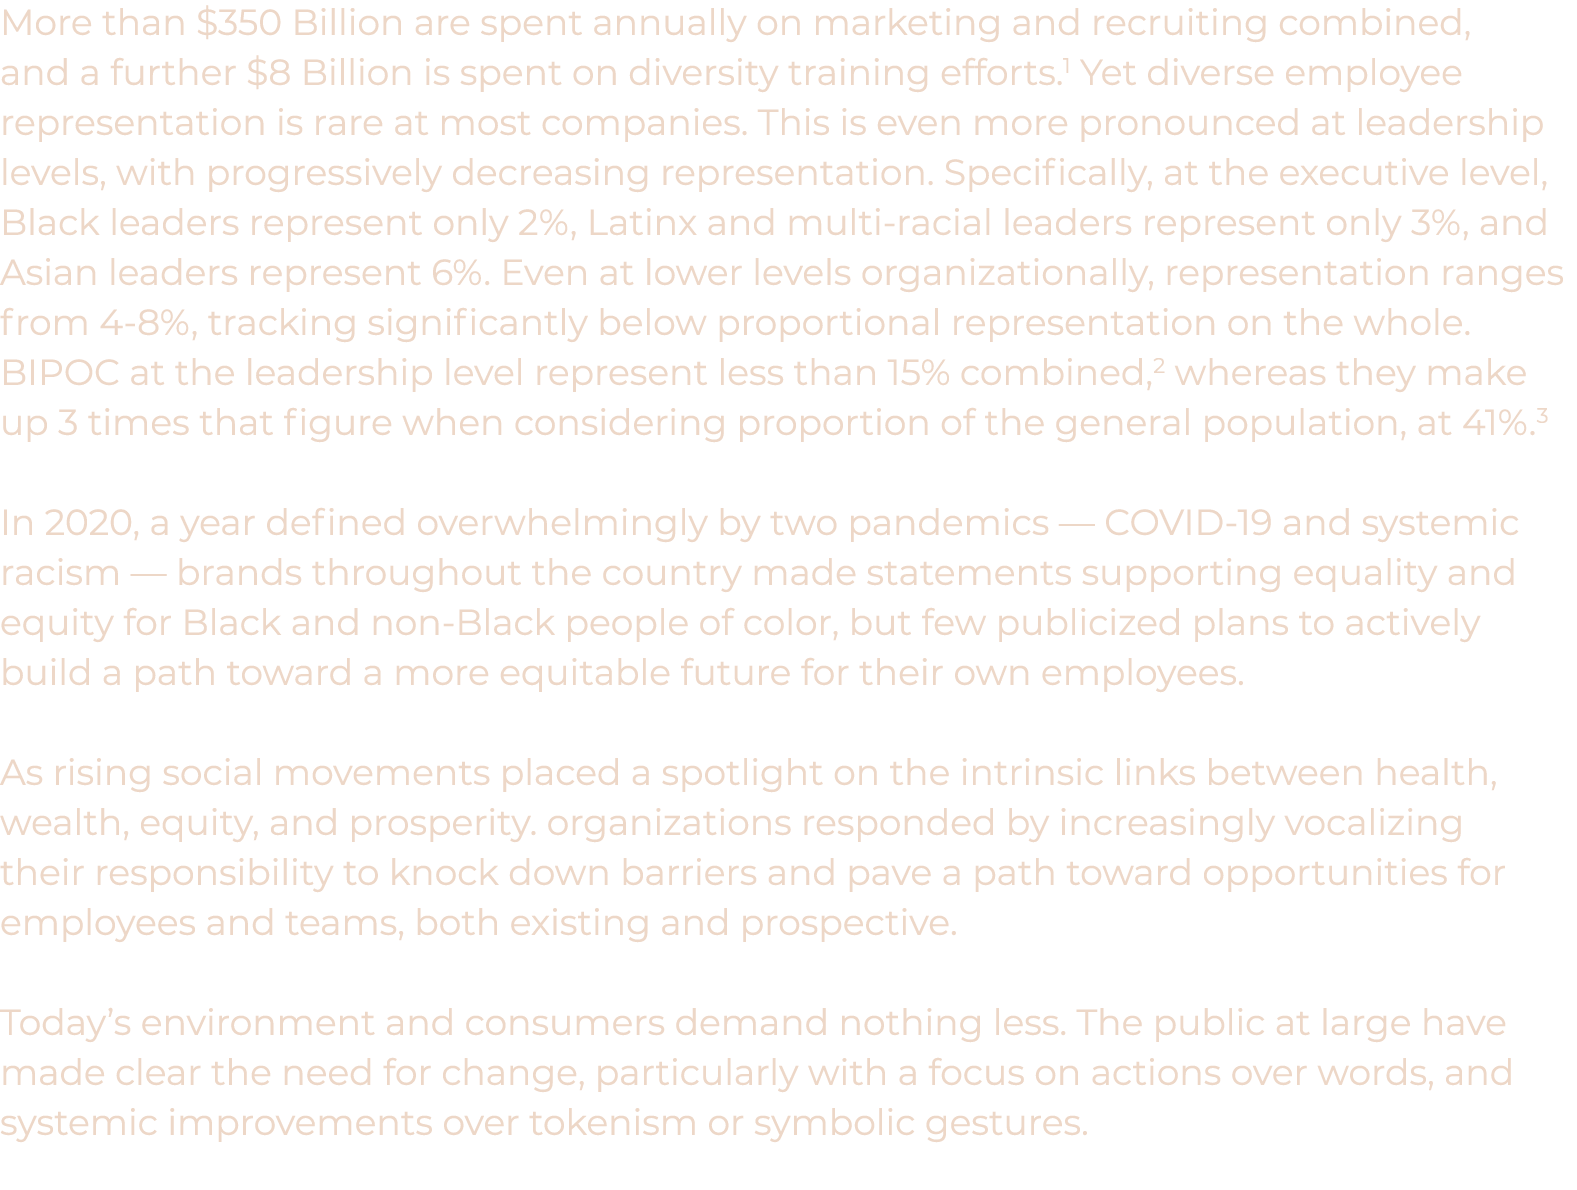 More than $350 Billion are spent annually on marketing and recruiting combined,
and a further $8 Billion is spent on diversity training efforts.¹ Yet diverse employee
representation is rare at most companies. This is even more pronounced at leadership
levels, with progressively decreasing representation. Specifically, at the executive level,
Black leaders represent only 2%, Latinx and multi-racial leaders represent only 3%, and
Asian leaders represent 6%. Even at lower levels organizationally, representation ranges
from 4-8%, tracking significantly below proportional representation on the whole.
BIPOC at the leadership level represent less than 15% combined,² whereas they make
up 3 times that figure when considering proportion of the general population, at 41%.³
In 2020, a year defined overwhelmingly by two pandemics — COVID-19 and systemic
racism — brands throughout the country made statements supporting equality and
equity for Black and non-Black people of color, but few publicized plans to actively
build a path toward a more equitable future for their own employees.
As rising social movements placed a spotlight on the intrinsic links between health,
wealth, equity, and prosperity. organizations responded by increasingly vocalizing
their responsibility to knock down barriers and pave a path toward opportunities for
employees and teams, both existing and prospective.
Today’s environment and consumers demand nothing less. The public at large have
made clear the need for change, particularly with a focus on actions over words, and
systemic improvements over tokenism or symbolic gestures.